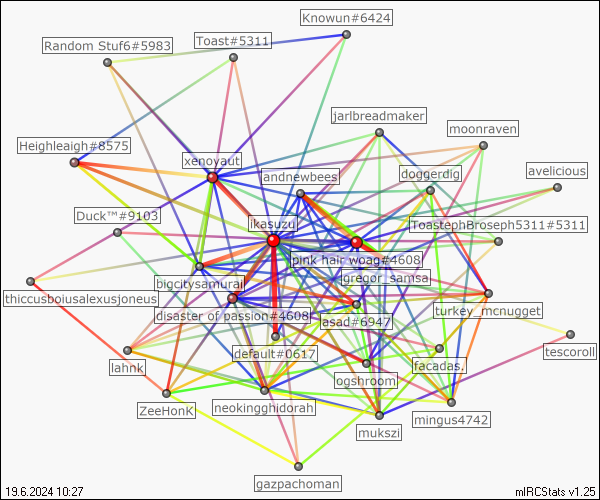 Knowun#6424
Random Stuf6#5983
Toast#5311
jarlbreadmaker
moonraven
Heighleaigh#8575
xenoyaut
andnewbees
doggerdig
avelicious
Duck™#9103
ikasuzu
ToastephBroseph5311#5311
pink hair woag#4608
bigcitysamurai
gregor_samsa
thiccusboiusalexusjoneus
disaster of passion#4608
asad#6947
turkey_mcnugget
default#0617
tescoroll
lahnk
ogshroom
facadas.
ZeeHonK
neokingghidorah
mukszi
mingus4742
gazpachoman
19.6.2024 10:27
mIRCStats v1.25